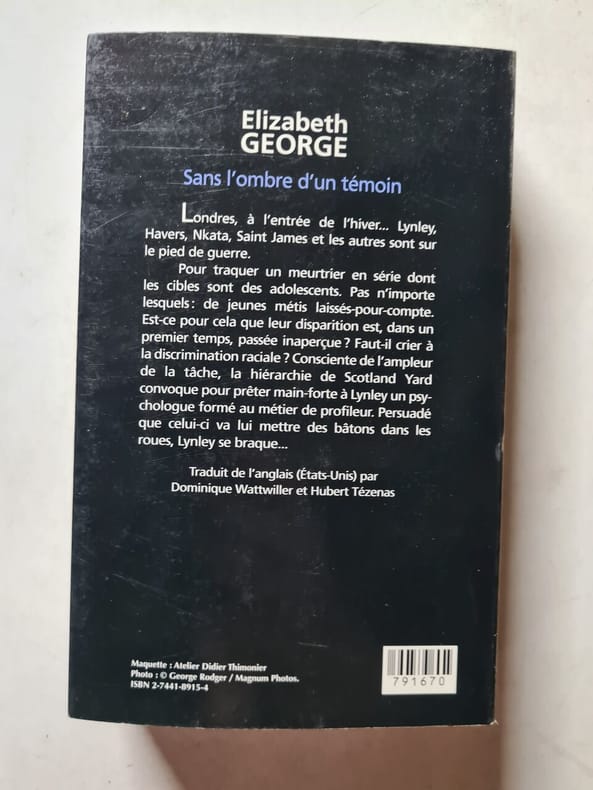 Elizabeth
GEORGE
Sans l'ombre d'un témoin
Londres, à l'entrée de l'hiver... Lynley,
Havers, Nkata, Saint James et les autres sont sur
le pied de guerre.
Pour traquer un meurtrier en série dont
les cibles sont des adolescents. Pas n'importe
lesquels : de jeunes métis laissés-pour-compte.
Est-ce pour cela que leur disparition est, dans un
premier temps, passée inaperçue ? Faut-il crier à
la discrimination raciale ? Consciente de l'ampleur
de la tâche, la hiérarchie de Scotland Yard
convoque pour prêter main-forte à Lynley un psy-
chologue formé au métier de profileur. Persuadé
que celui-ci va lui mettre des bâtons dans les
roues, Lynley se braque...
Traduit de l'anglais (États-Unis) par
Dominique Wattwiller et Hubert Tézenas
Maquette : Atelier Didier Thimonier
Photo : © George Rodger / Magnum Photos.
ISBN 2-7441-8915-4
791670